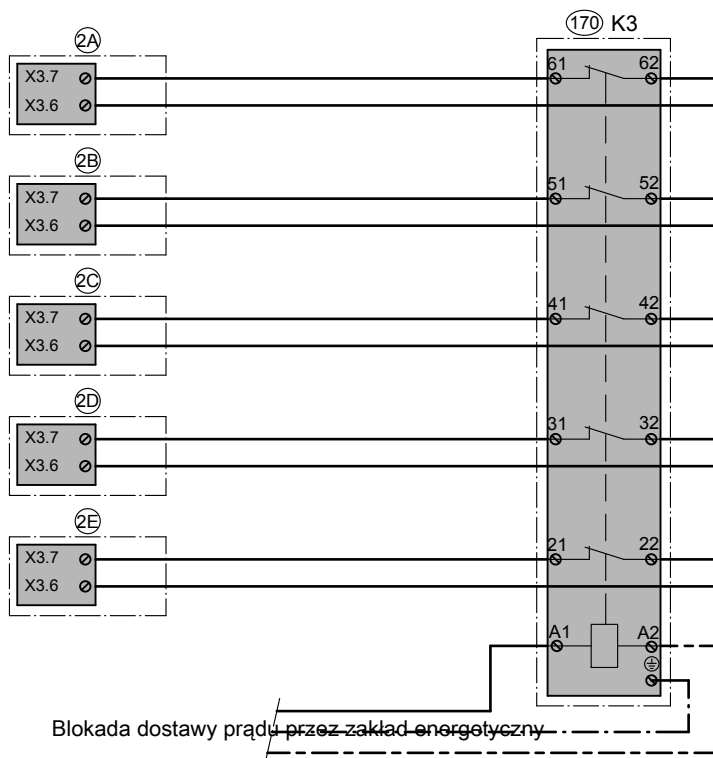 170 K3
2A
X3.7 61 62
X3.6
2B
X3.7 51 52
X3.6
2C
X3.7 41 42
X3.6
2D
X3.7 31 32
X3.6
2E
X3.7 21 22
X3.6
A1 A2
Blokada dostawy prądu przez zakład energetyczny